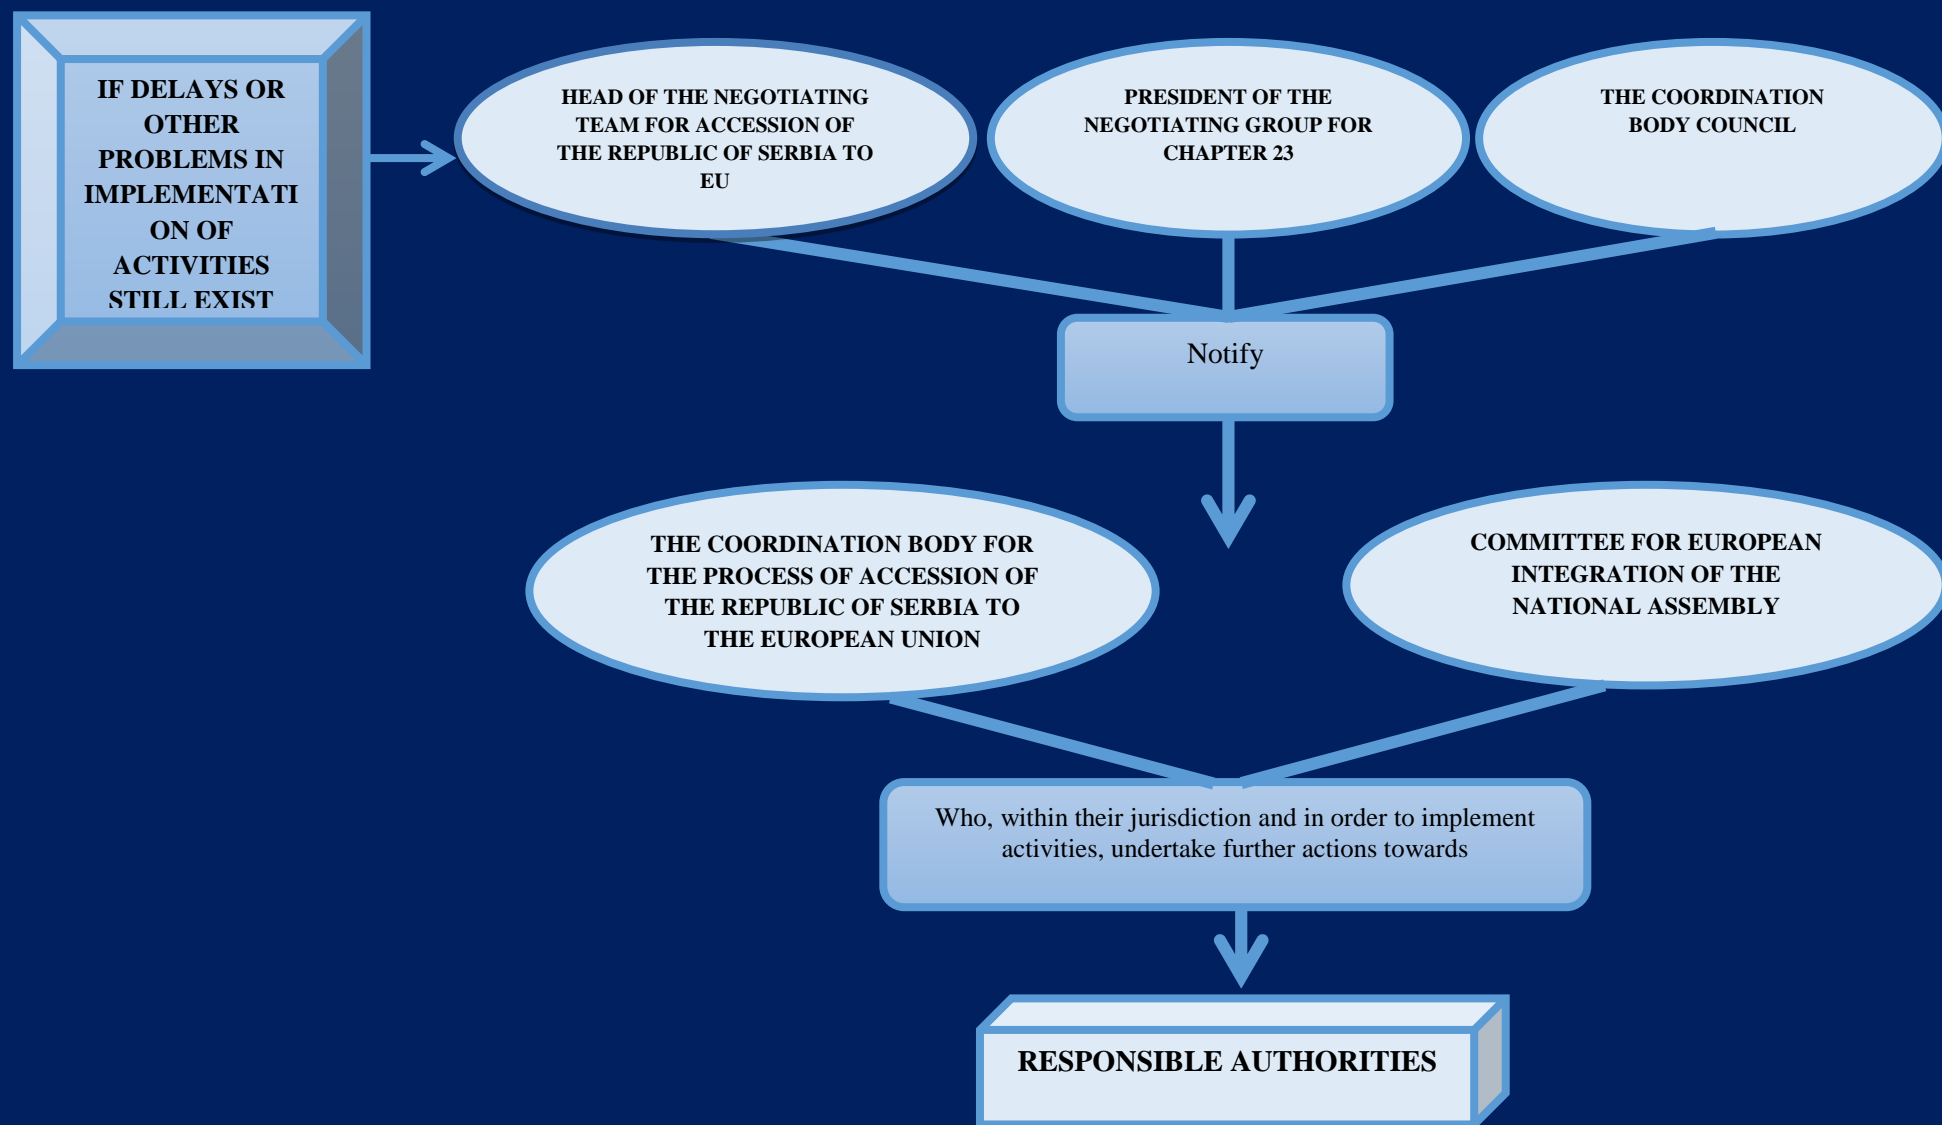 IF DELAYS OR
OTHER
PROBLEMS IN
IMPLEMENTATI
ON OF
ACTIVITIES
STILL EXIST
HEAD OF THE NEGOTIATING
TEAM FOR ACCESSION OF
THE REPUBLIC OF SERBIA TO
EU
PRESIDENT OF THE
NEGOTIATING GROUP FOR
CHAPTER 23
THE COORDINATION
BODY COUNCIL
Notify
THE COORDINATION BODY FOR
THE PROCESS OF ACCESSION OF
THE REPUBLIC OF SERBIA TO
THE EUROPEAN UNION
COMMITTEE FOR EUROPEAN
INTEGRATION OF THE
NATIONAL ASSEMBLY
Who, within their jurisdiction and in order to implement
activities, undertake further actions towards
RESPONSIBLE AUTHORITIES